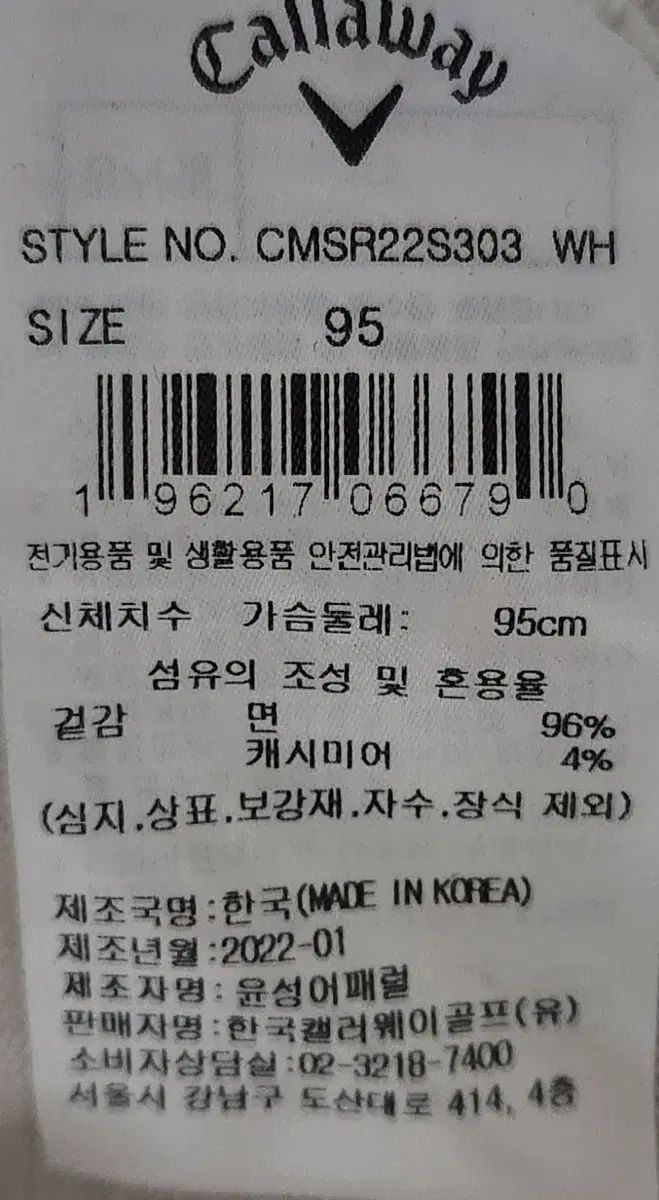 Callaway
STYLE NO. CMSR22S303 WH
SIZE 95
1 96217 06679 0
전기용품 및 생활용품 안전관리법에 의한 품질표시
신체치수 가슴둘레: 95cm
섬유의 조성 및 혼용율
겉감 면 96%
캐시미어 4%
(심지.상표.보강재.자수.장식 제외)
제조국명:한국(MADE IN KOREA)
제조년월:2022-01
제조자명:윤성어패럴
판매자명:한국캘러웨이골프(유)
소비자상담실:02-3218-7400
서울시 강남구 도산대로 414, 4층